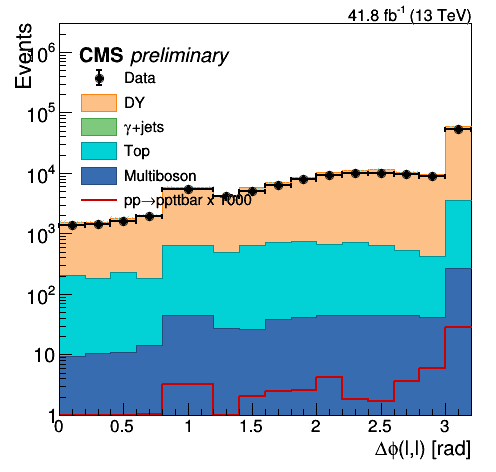 41.8 fb⁻¹ (13 TeV)
Events
CMS preliminary
Data
DY
γ+jets
Top
Multiboson
pp→ppttbar x 1000
10⁶
10⁵
10⁴
10³
10²
10
1
0 0.5 1 1.5 2 2.5 3
Δϕ(l,l) [rad]